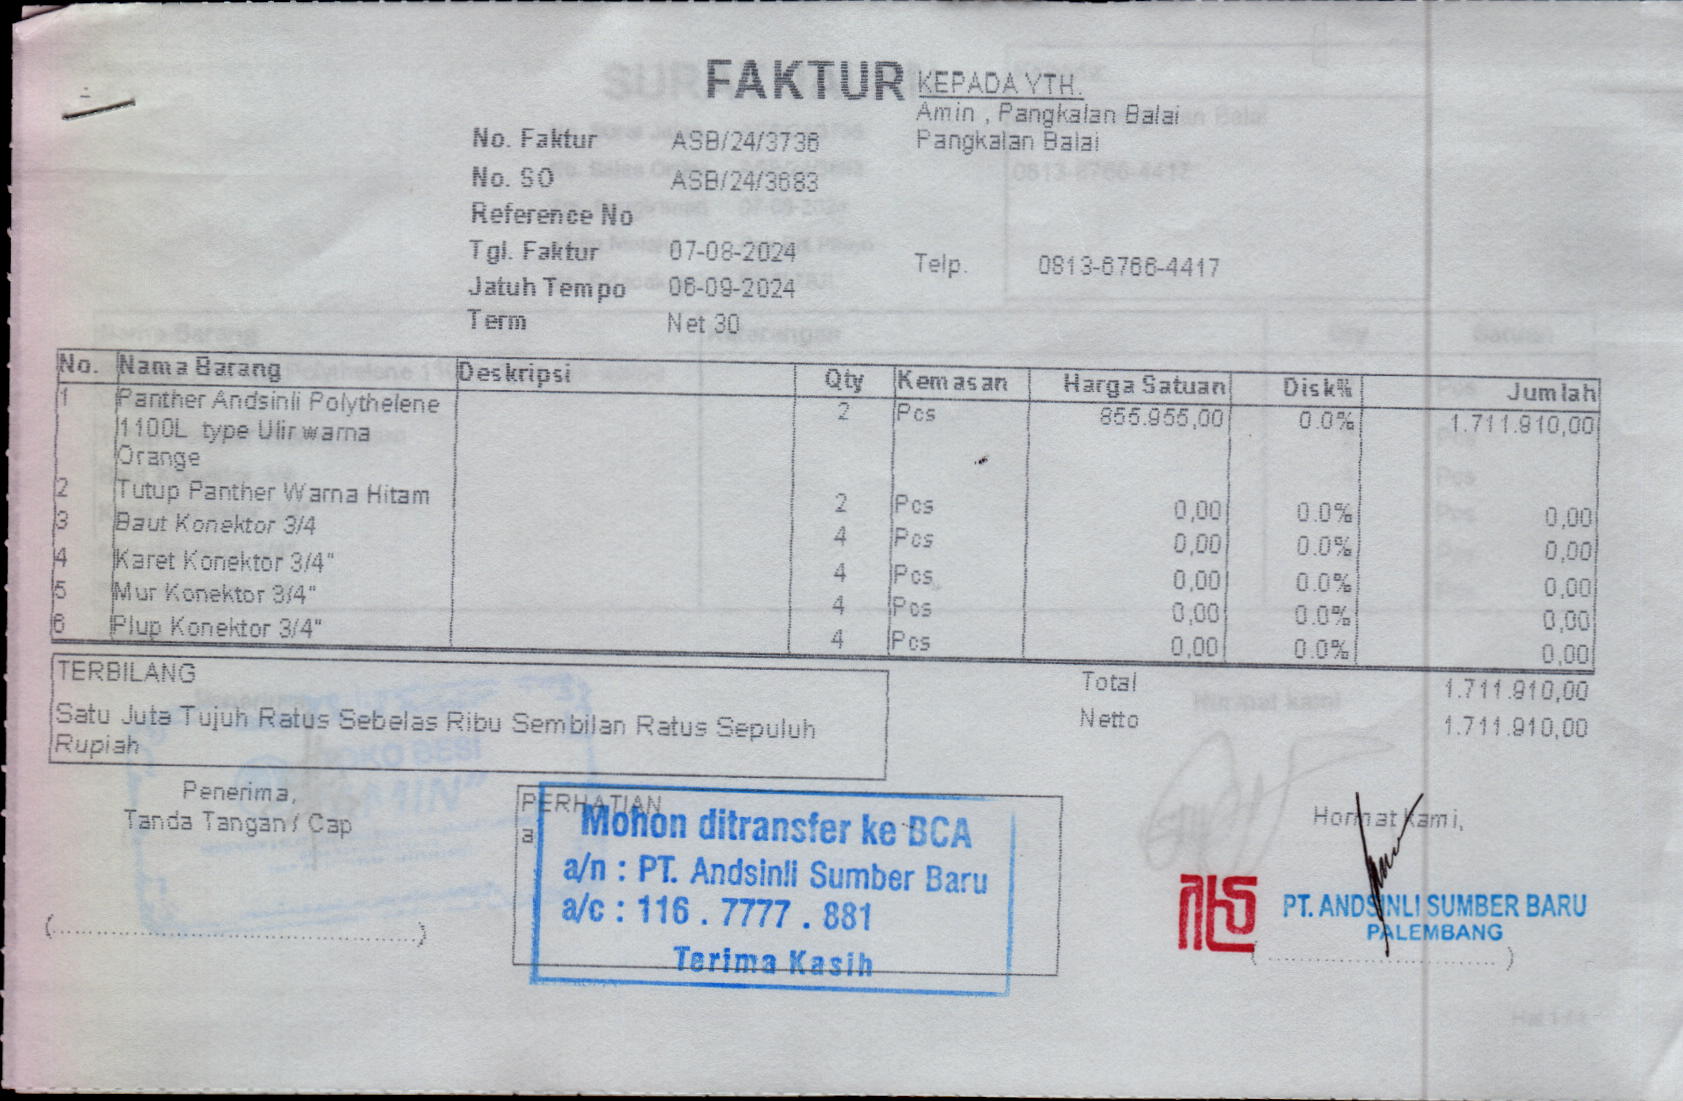 FAKTUR
KEPADA YTH.
Amin , Pangkalan Balai
Pangkalan Balai
No. Faktur ASB/24/3736
No. SO ASB/24/3683
Reference No
Tgl. Faktur 07-08-2024
Telp. 0813-6766-4417
Jatuh Tempo 06-09-2024
Term Net 30
No. Nama Barang Deskripsi Qty Kemasan Harga Satuan Disk% Jumlah
1 Panther Andsinli Polythelene 2 Pcs 855.955,00 0.0% 1.711.910,00
1100L type Ulir warna
Orange
2 Tutup Panther Warna Hitam 2 Pcs 0,00 0.0% 0,00
3 Baut Konektor 3/4 4 Pcs 0,00 0.0% 0,00
4 Karet Konektor 3/4" 4 Pcs 0,00 0.0% 0,00
5 Mur Konektor 3/4" 4 Pcs 0,00 0.0% 0,00
6 Plup Konektor 3/4" 4 Pcs 0,00 0.0% 0,00
TERBILANG
Satu Juta Tujuh Ratus Sebelas Ribu Sembilan Ratus Sepuluh
Rupiah
Total 1.711.910,00
Netto 1.711.910,00
Penerima,
Tanda Tangan / Cap
PERHATIAN
a
Mohon ditransfer ke BCA
a/n : PT. Andsinli Sumber Baru
a/c : 116 . 7777 . 881
Terima Kasih
Hormat Kami,
PT. ANDSINLI SUMBER BARU
PALEMBANG